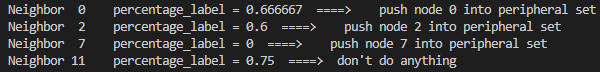 Neighbor  0    percentage_label = 0.666667  ====>     push node 0 into peripheral set
Neighbor  2    percentage_label = 0.6  ====>    push node 2 into peripheral set
Neighbor  7    percentage_label = 0  ====>     push node 7 into peripheral set
Neighbor 11    percentage_label = 0.75  ====>  don't do anything